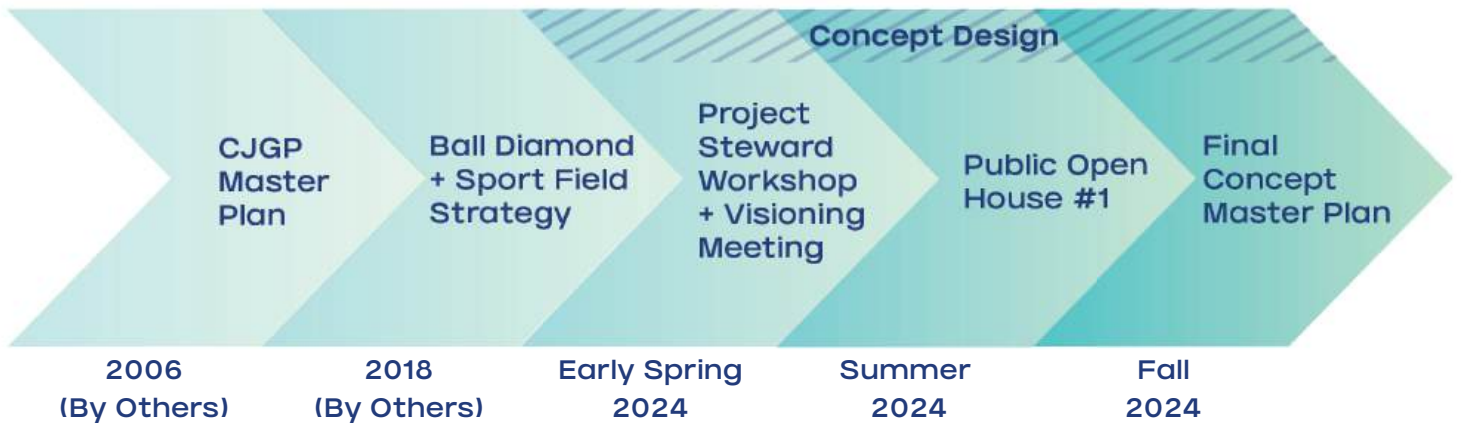 Concept Design
CJGP
Master
Plan
Ball Diamond
+ Sport Field
Strategy
Project
Steward
Workshop
+ Visioning
Meeting
Public Open
House #1
Final
Concept
Master Plan
2006
(By Others)
2018
(By Others)
Early Spring
2024
Summer
2024
Fall
2024